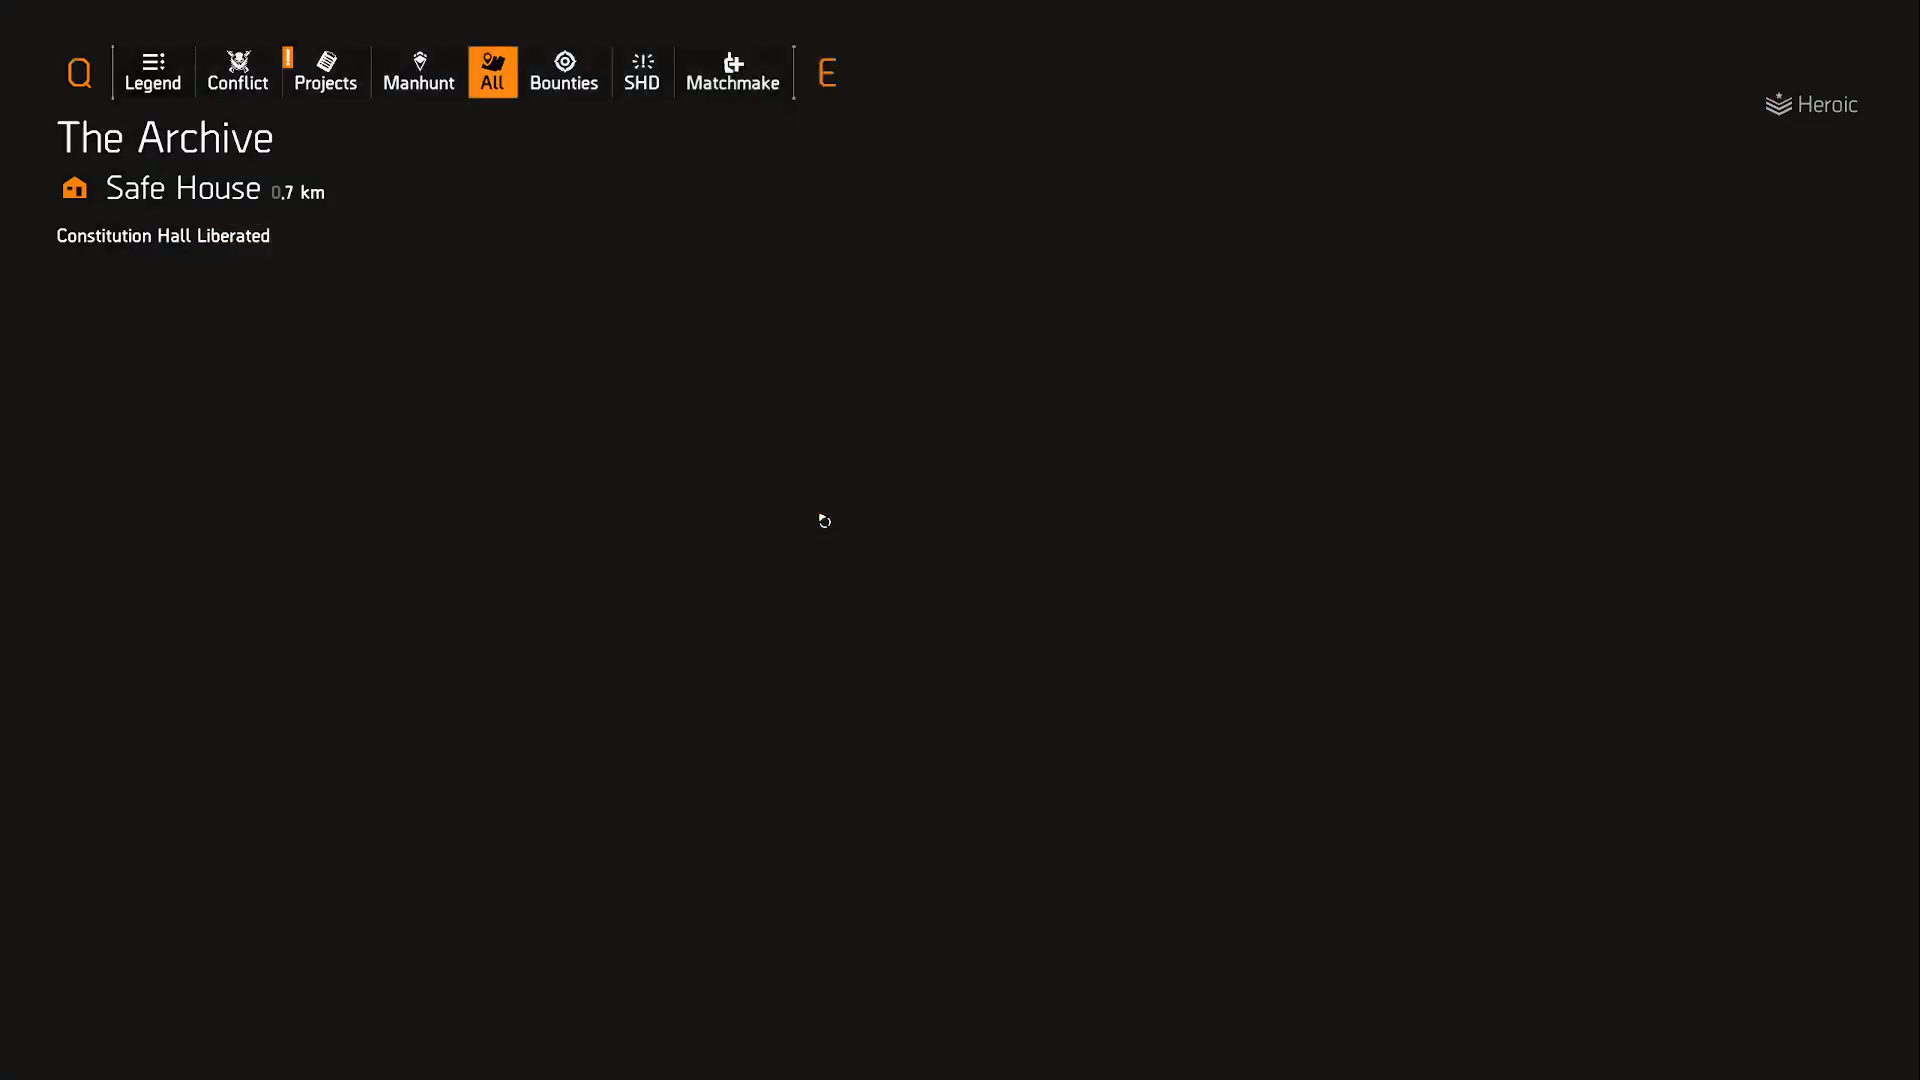 Q Legend Conflict ! Projects Manhunt All Bounties SHD Matchmake E
Heroic
The Archive
Safe House 0.7 km
Constitution Hall Liberated